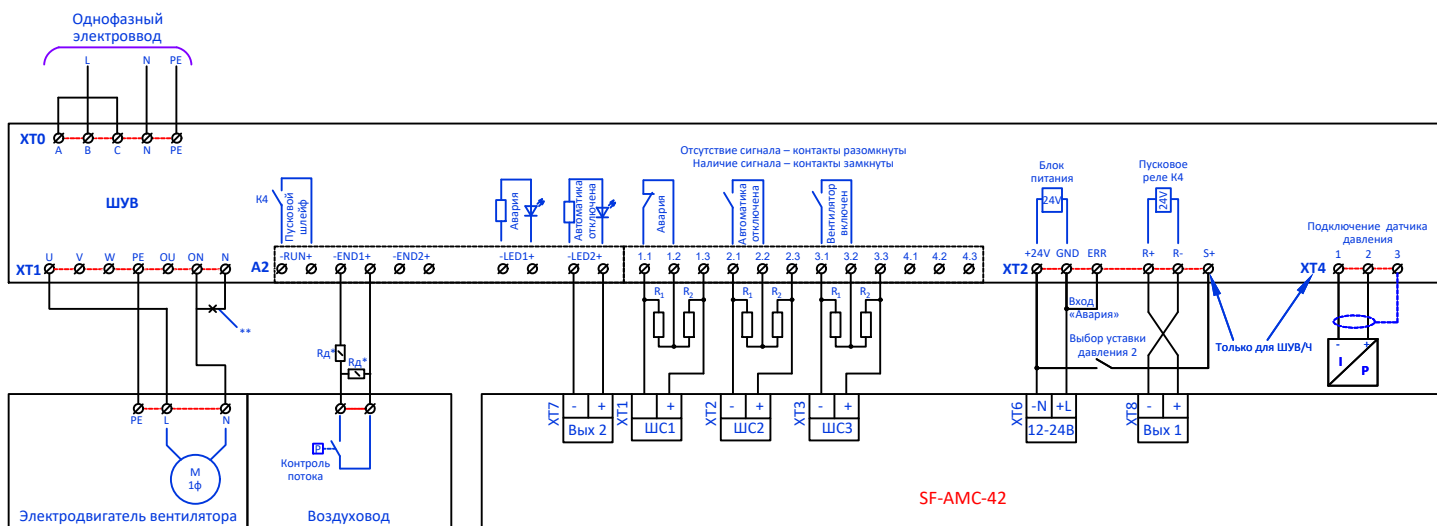 Однофазный
электроввод
L N PE
XT0
A B C N PE
ШУВ
К4
Пусковой
шлейф
Авария
Автоматика
отключена
Отсутствие сигнала – контакты разомкнуты
Наличие сигнала – контакты замкнуты
Авария
Автоматика
отключена
Вентилятор
включен
Блок
питания
24V
Пусковое
реле К4
24V
Подключение датчика
давления
XT1
U V W PE OU ON N
A2
-RUN+ -END1+ -END2+ -LED1+ -LED2+
1.1 1.2 1.3 2.1 2.2 2.3 3.1 3.2 3.3 4.1 4.2 4.3
XT2
+24V GND ERR R+ R- S+
XT4
1 2 3
R1 R2 R1 R2 R1 R2
**
Rд*
Rд*
Вход
«Авария»
Выбор уставки
давления 2
Только для ШУВ/Ч
- +
I P
PE L N
М
1ф
Электродвигатель вентилятора
P
Контроль
потока
Воздуховод
XT7
- +
Вых 2
XT1
- +
ШС1
XT2
- +
ШС2
XT3
- +
ШС3
XT6
-N +L
12-24В
XT8
- +
Вых 1
SF-AMC-42